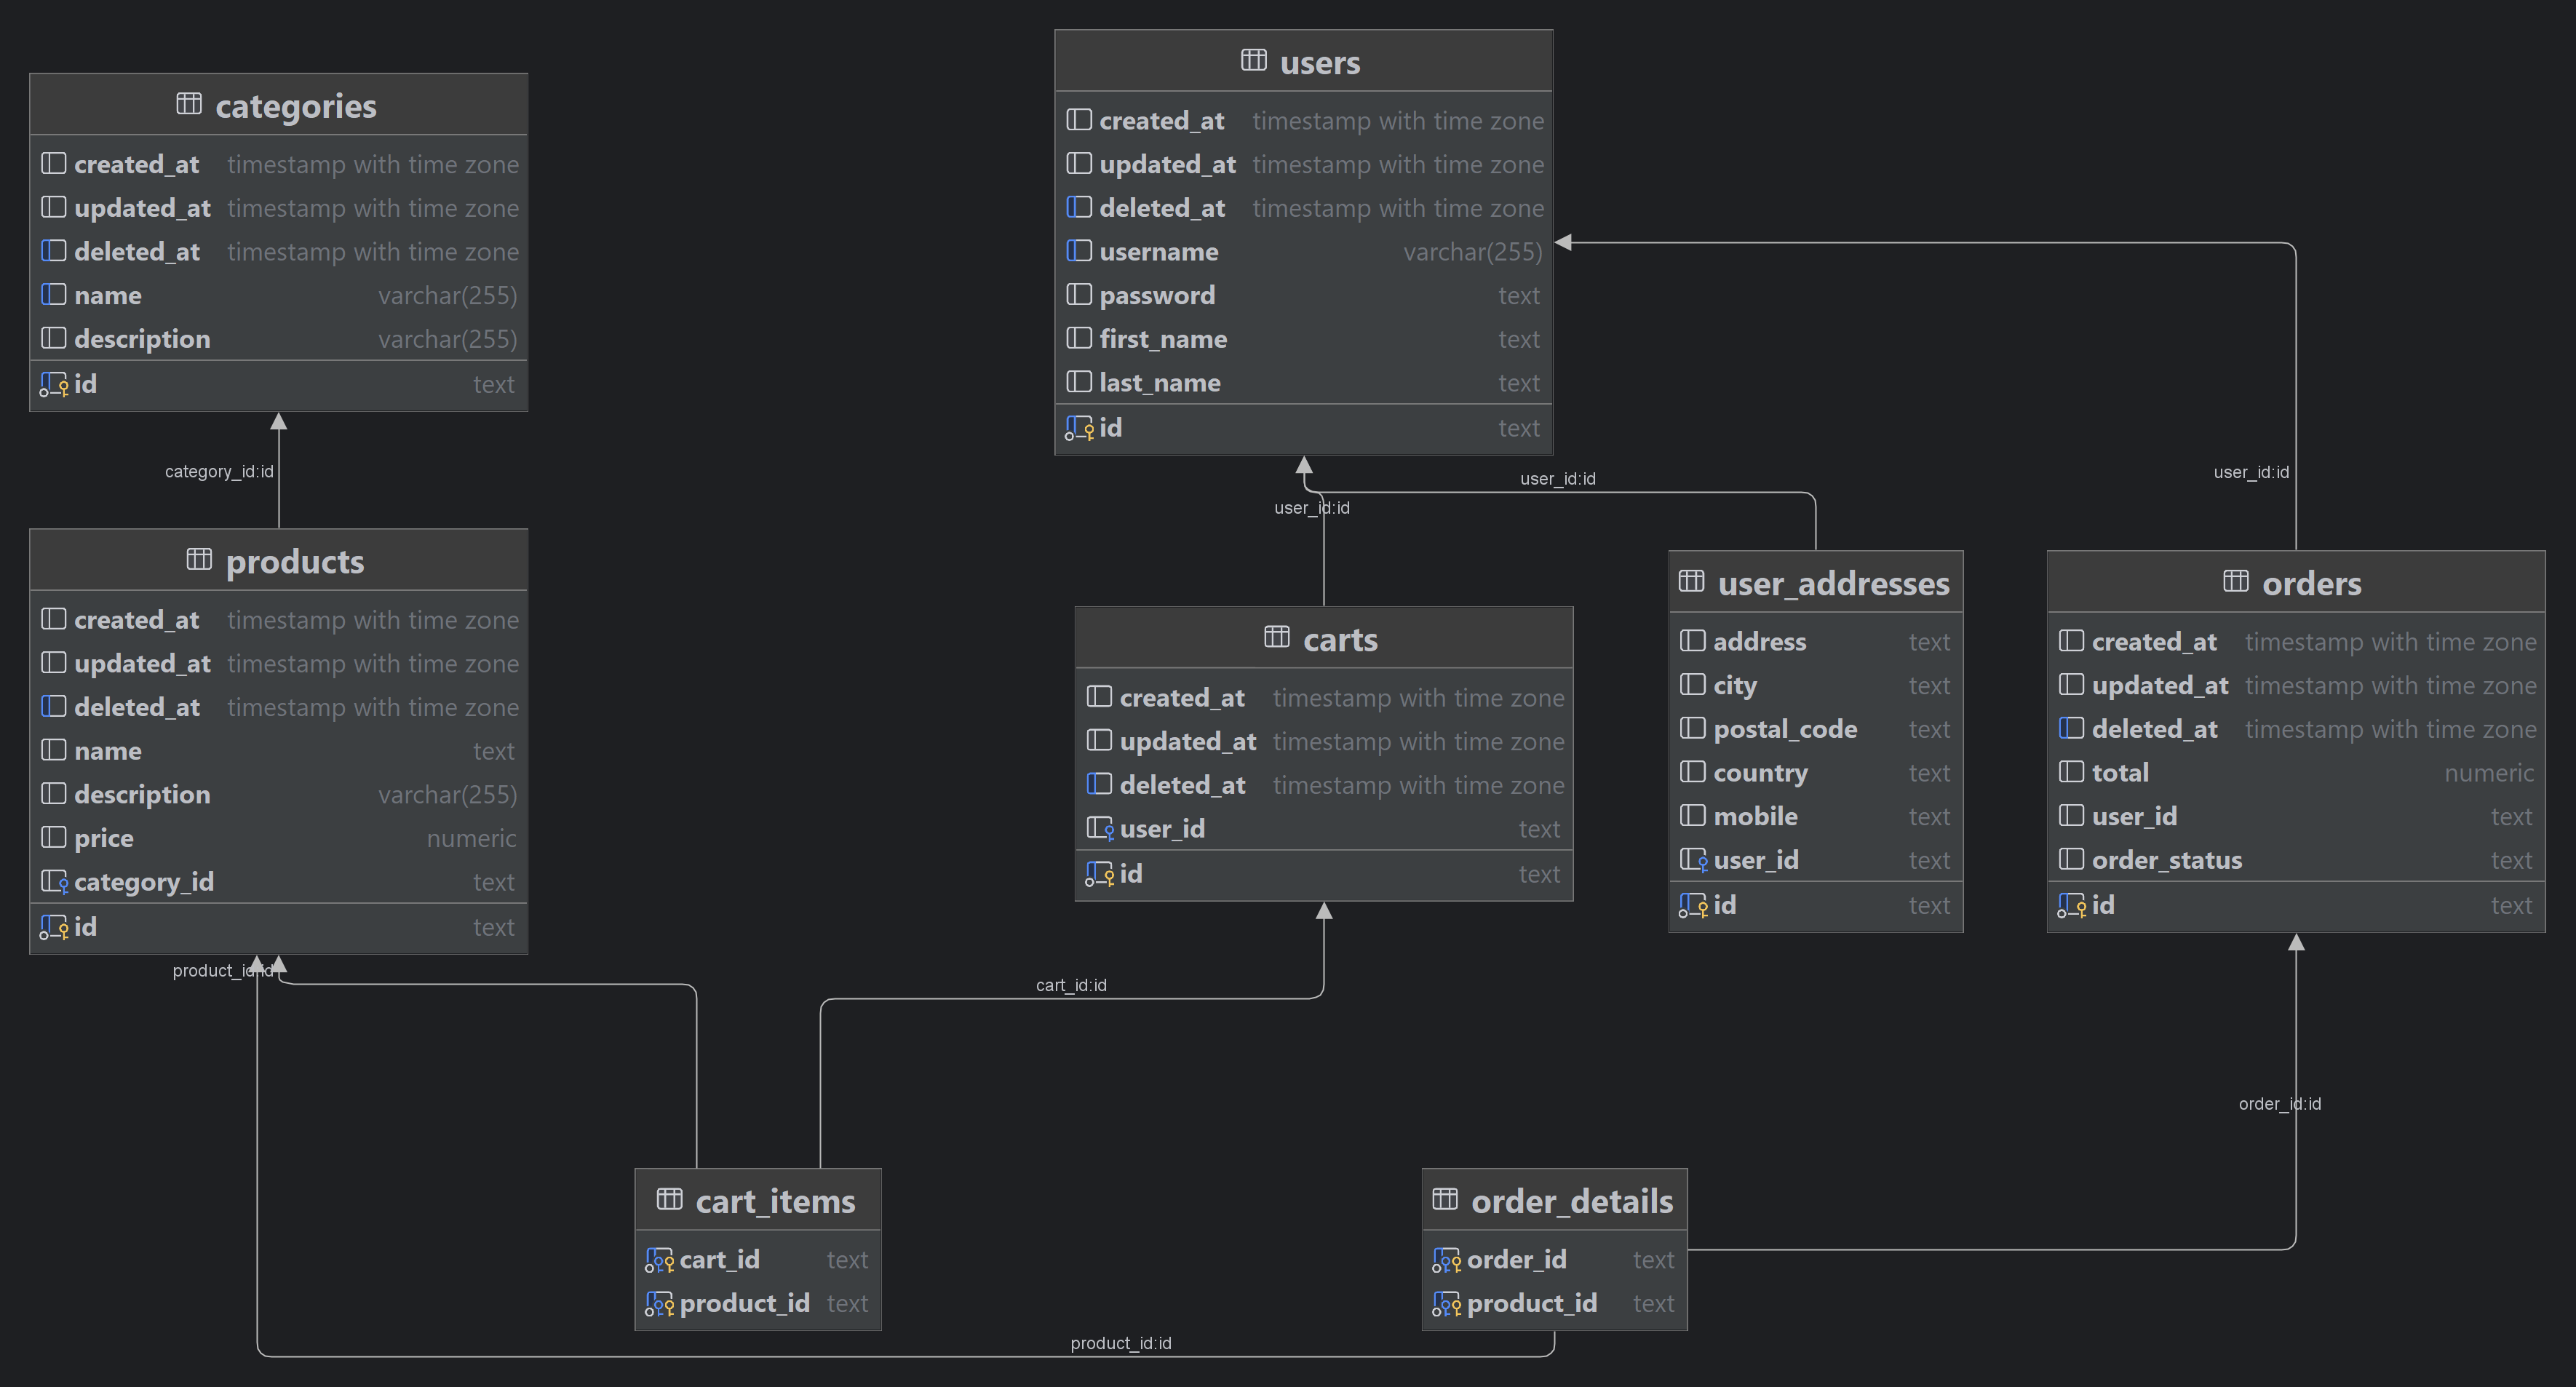 categories
created_at timestamp with time zone
updated_at timestamp with time zone
deleted_at timestamp with time zone
name varchar(255)
description varchar(255)
id text
category_id:id
products
created_at timestamp with time zone
updated_at timestamp with time zone
deleted_at timestamp with time zone
name text
description varchar(255)
price numeric
category_id text
id text
product_id:id
users
created_at timestamp with time zone
updated_at timestamp with time zone
deleted_at timestamp with time zone
username varchar(255)
password text
first_name text
last_name text
id text
user_id:id
user_id:id
user_id:id
carts
created_at timestamp with time zone
updated_at timestamp with time zone
deleted_at timestamp with time zone
user_id text
id text
cart_id:id
user_addresses
address text
city text
postal_code text
country text
mobile text
user_id text
id text
orders
created_at timestamp with time zone
updated_at timestamp with time zone
deleted_at timestamp with time zone
total numeric
user_id text
order_status text
id text
order_id:id
cart_items
cart_id text
product_id text
order_details
order_id text
product_id text
product_id:id